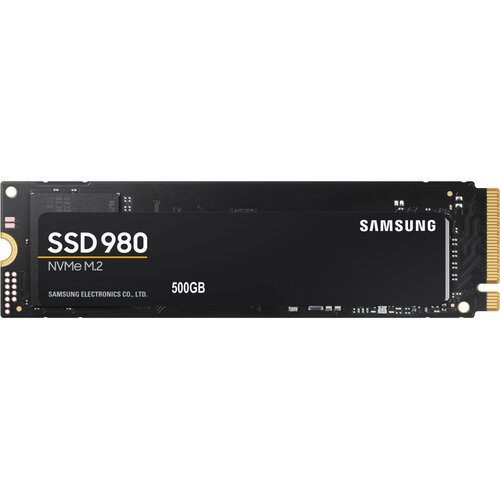 SSD 980
NVMe M.2
SAMSUNG ELECTRONICS CO., LTD.
500GB
SAMSUNG